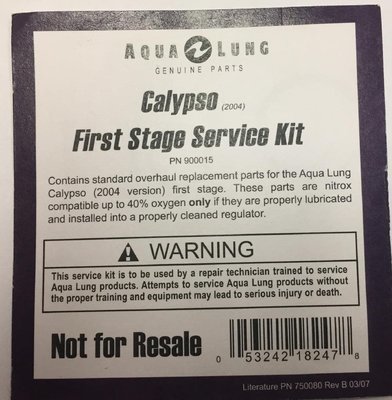 AQUA LUNG
GENUINE PARTS
Calypso (2004)
First Stage Service Kit
PN 900015
Contains standard overhaul replacement parts for the Aqua Lung
Calypso (2004 version) first stage. These parts are nitrox
compatible up to 40% oxygen only if they are properly lubricated
and installed into a properly cleaned regulator.
WARNING
This service kit is to be used by a repair technician trained to service
Aqua Lung products. Attempts to service Aqua Lung products without
the proper training and equipment may lead to serious injury or death.
Not for Resale
0 53242 18247 8
Literature PN 750080 Rev B 03/07